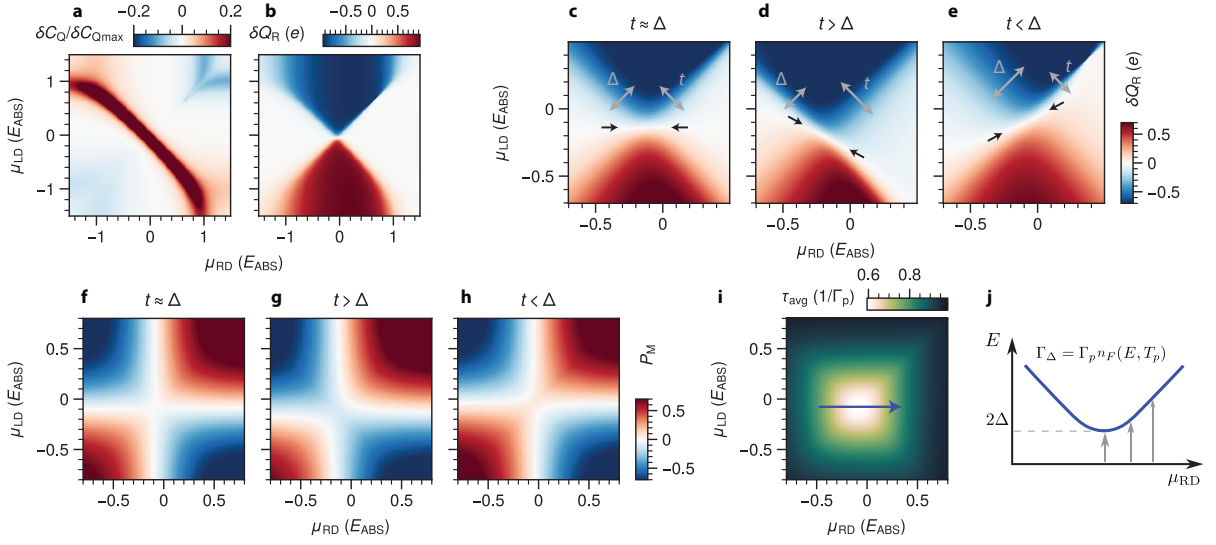 a
b
c t ≈ Δ
d t > Δ
e t < Δ
δC_Q/δC_Qmax
-0.2 0 0.2
δQ_R (e)
-0.5 0 0.5
μ_LD (E_ABS)
1
0
-1
-1 0 1
-1 0 1
μ_RD (E_ABS)
μ_LD (E_ABS)
0
-0.5
Δ t
Δ t
Δ t
-0.5 0
-0.5 0
-0.5 0
μ_RD (E_ABS)
δQ_R (e)
0.5
0
-0.5
f t ≈ Δ
g t > Δ
h t < Δ
μ_LD (E_ABS)
0.5
0
-0.5
-0.5 0 0.5
-0.5 0 0.5
-0.5 0 0.5
μ_RD (E_ABS)
P_M
0.5
0
-0.5
i
0.6 0.8
τ_avg (1/Γ_p)
μ_LD (E_ABS)
0.5
0
-0.5
-0.5 0 0.5
μ_RD (E_ABS)
j
E
Γ_Δ = Γ_p n_F(E, T_p)
2Δ
μ_RD